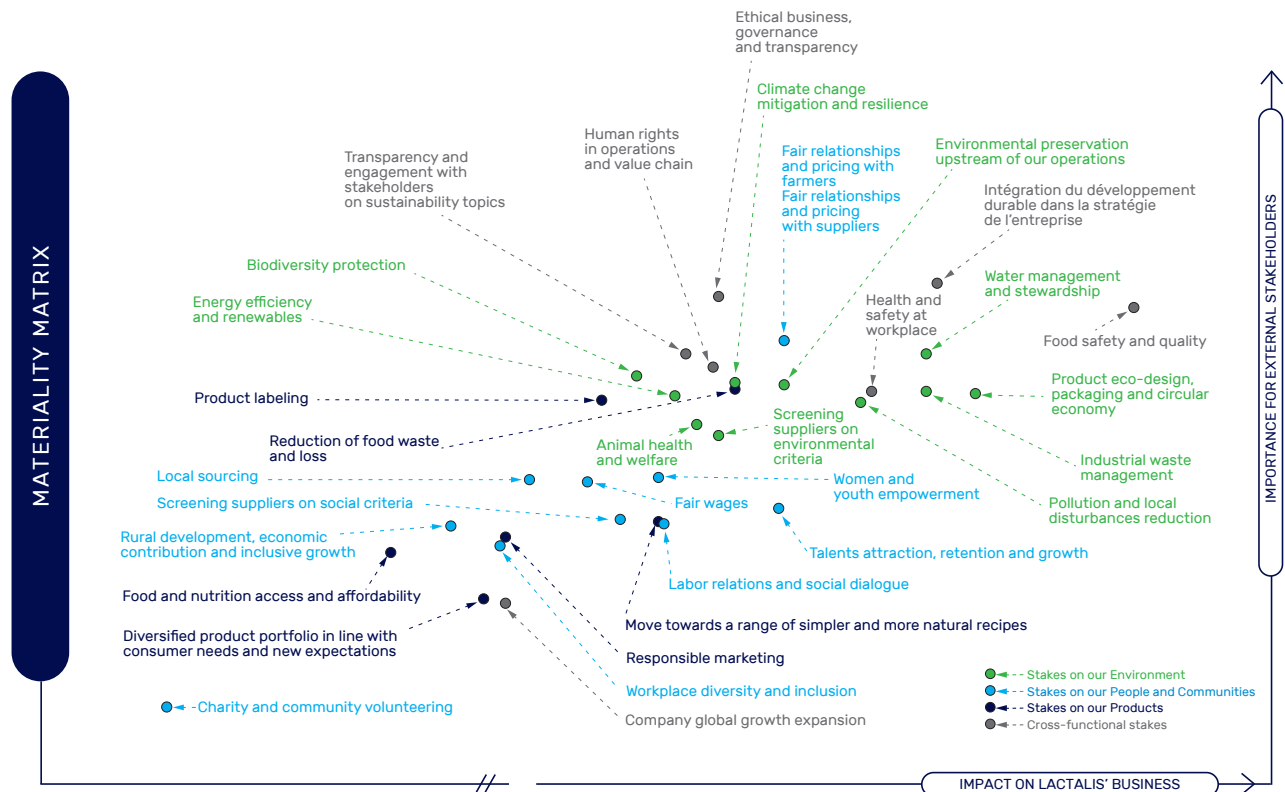 MATERIALITY MATRIX
Ethical business,
governance
and transparency
Climate change
mitigation and resilience
Human rights
in operations
and value chain
Transparency and
engagement with
stakeholders
on sustainability topics
Fair relationships
and pricing with
farmers
Fair relationships
and pricing
with suppliers
Environmental preservation
upstream of our operations
Intégration du développement
durable dans la stratégie
de l'entreprise
Biodiversity protection
Energy efficiency
and renewables
Water management
and stewardship
Health and
safety at
workplace
Food safety and quality
Product labeling
Product eco-design,
packaging and circular
economy
Reduction of food waste
and loss
Animal health
and welfare
Screening
suppliers on
environmental
criteria
Industrial waste
management
Local sourcing
Women and
youth empowerment
Screening suppliers on social criteria
Fair wages
Pollution and local
disturbances reduction
Rural development, economic
contribution and inclusive growth
Talents attraction, retention and growth
Labor relations and social dialogue
Food and nutrition access and affordability
Move towards a range of simpler and more natural recipes
Diversified product portfolio in line with
consumer needs and new expectations
Responsible marketing
Workplace diversity and inclusion
Charity and community volunteering
Company global growth expansion
Stakes on our Environment
Stakes on our People and Communities
Stakes on our Products
Cross-functional stakes
IMPORTANCE FOR EXTERNAL STAKEHOLDERS
IMPACT ON LACTALIS' BUSINESS